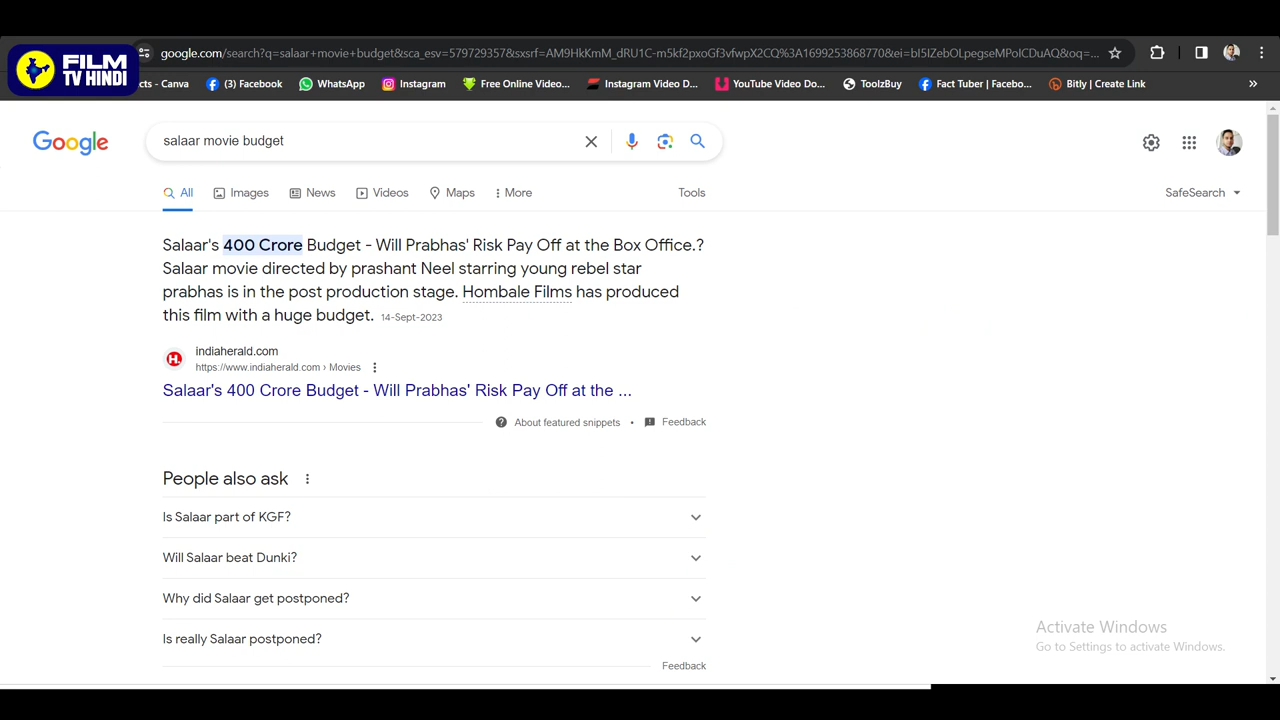 FILM
TV HINDI
google.com/search?q=salaar+movie+budget&sca_esv=579729357&sxsrf=AM9HkKmM_dRU1C-m5kf2pxoGf3vfwpX2CQ%3A1699253868770&ei=bI5IZebOLpegseMPolCDuAQ&oq=...
cts - Canva (3) Facebook WhatsApp Instagram Free Online Video... Instagram Video D... YouTube Video Do... ToolzBuy Fact Tuber | Facebo... Bitly | Create Link »
Google salaar movie budget
All Images News Videos Maps More Tools SafeSearch
Salaar's 400 Crore Budget - Will Prabhas' Risk Pay Off at the Box Office.?
Salaar movie directed by prashant Neel starring young rebel star
prabhas is in the post production stage. Hombale Films has produced
this film with a huge budget. 14-Sept-2023
H.
indiaherald.com
https://www.indiaherald.com › Movies
Salaar's 400 Crore Budget - Will Prabhas' Risk Pay Off at the ...
About featured snippets • Feedback
People also ask
Is Salaar part of KGF?
Will Salaar beat Dunki?
Why did Salaar get postponed?
Is really Salaar postponed?
Feedback
Activate Windows
Go to Settings to activate Windows.